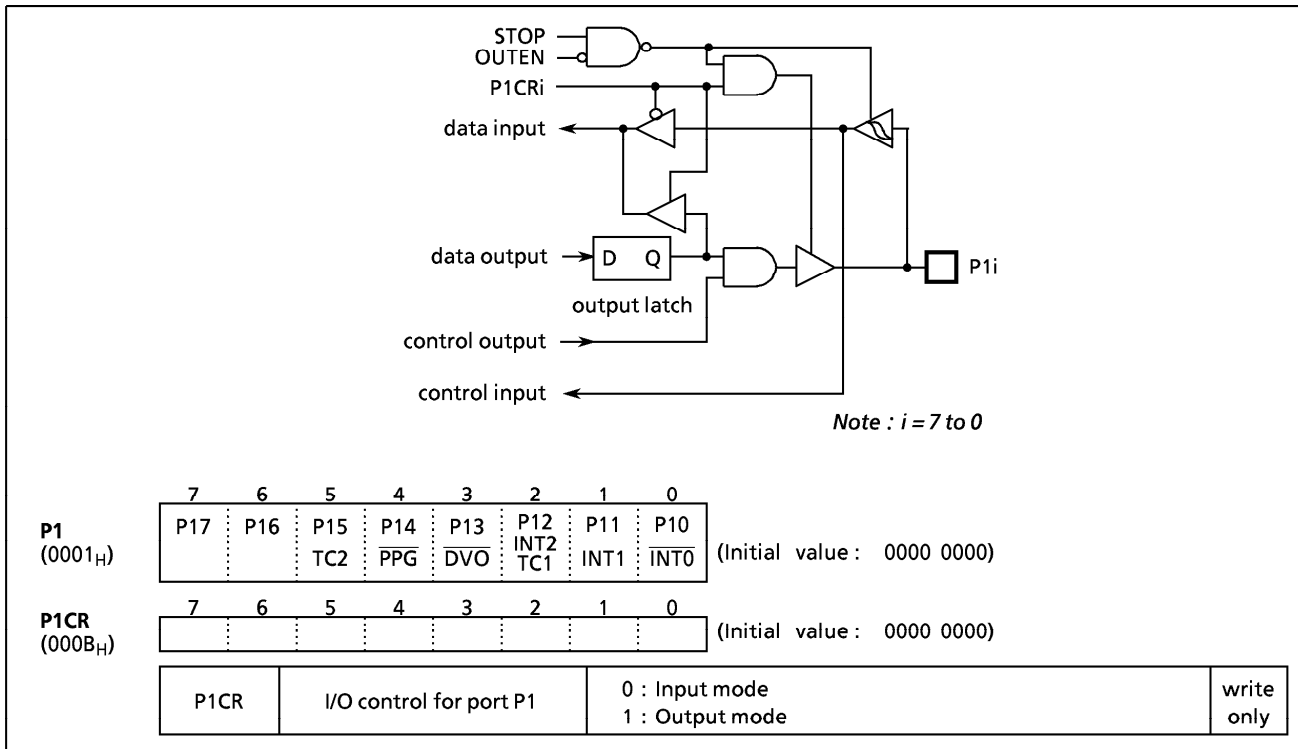 STOP
OUTEN
P1CRi
data input
data output
D Q
P1i
output latch
control output
control input
Note : i = 7 to 0
7 6 5 4 3 2 1 0
P1
(0001H)
P17 P16 P15 P14 P13 P12 P11 P10
TC2 PPG DVO INT2 TC1 INT1 INT0
(Initial value : 0000 0000)
7 6 5 4 3 2 1 0
P1CR
(000BH)
(Initial value : 0000 0000)
P1CR I/O control for port P1
0 : Input mode
1 : Output mode
write
only